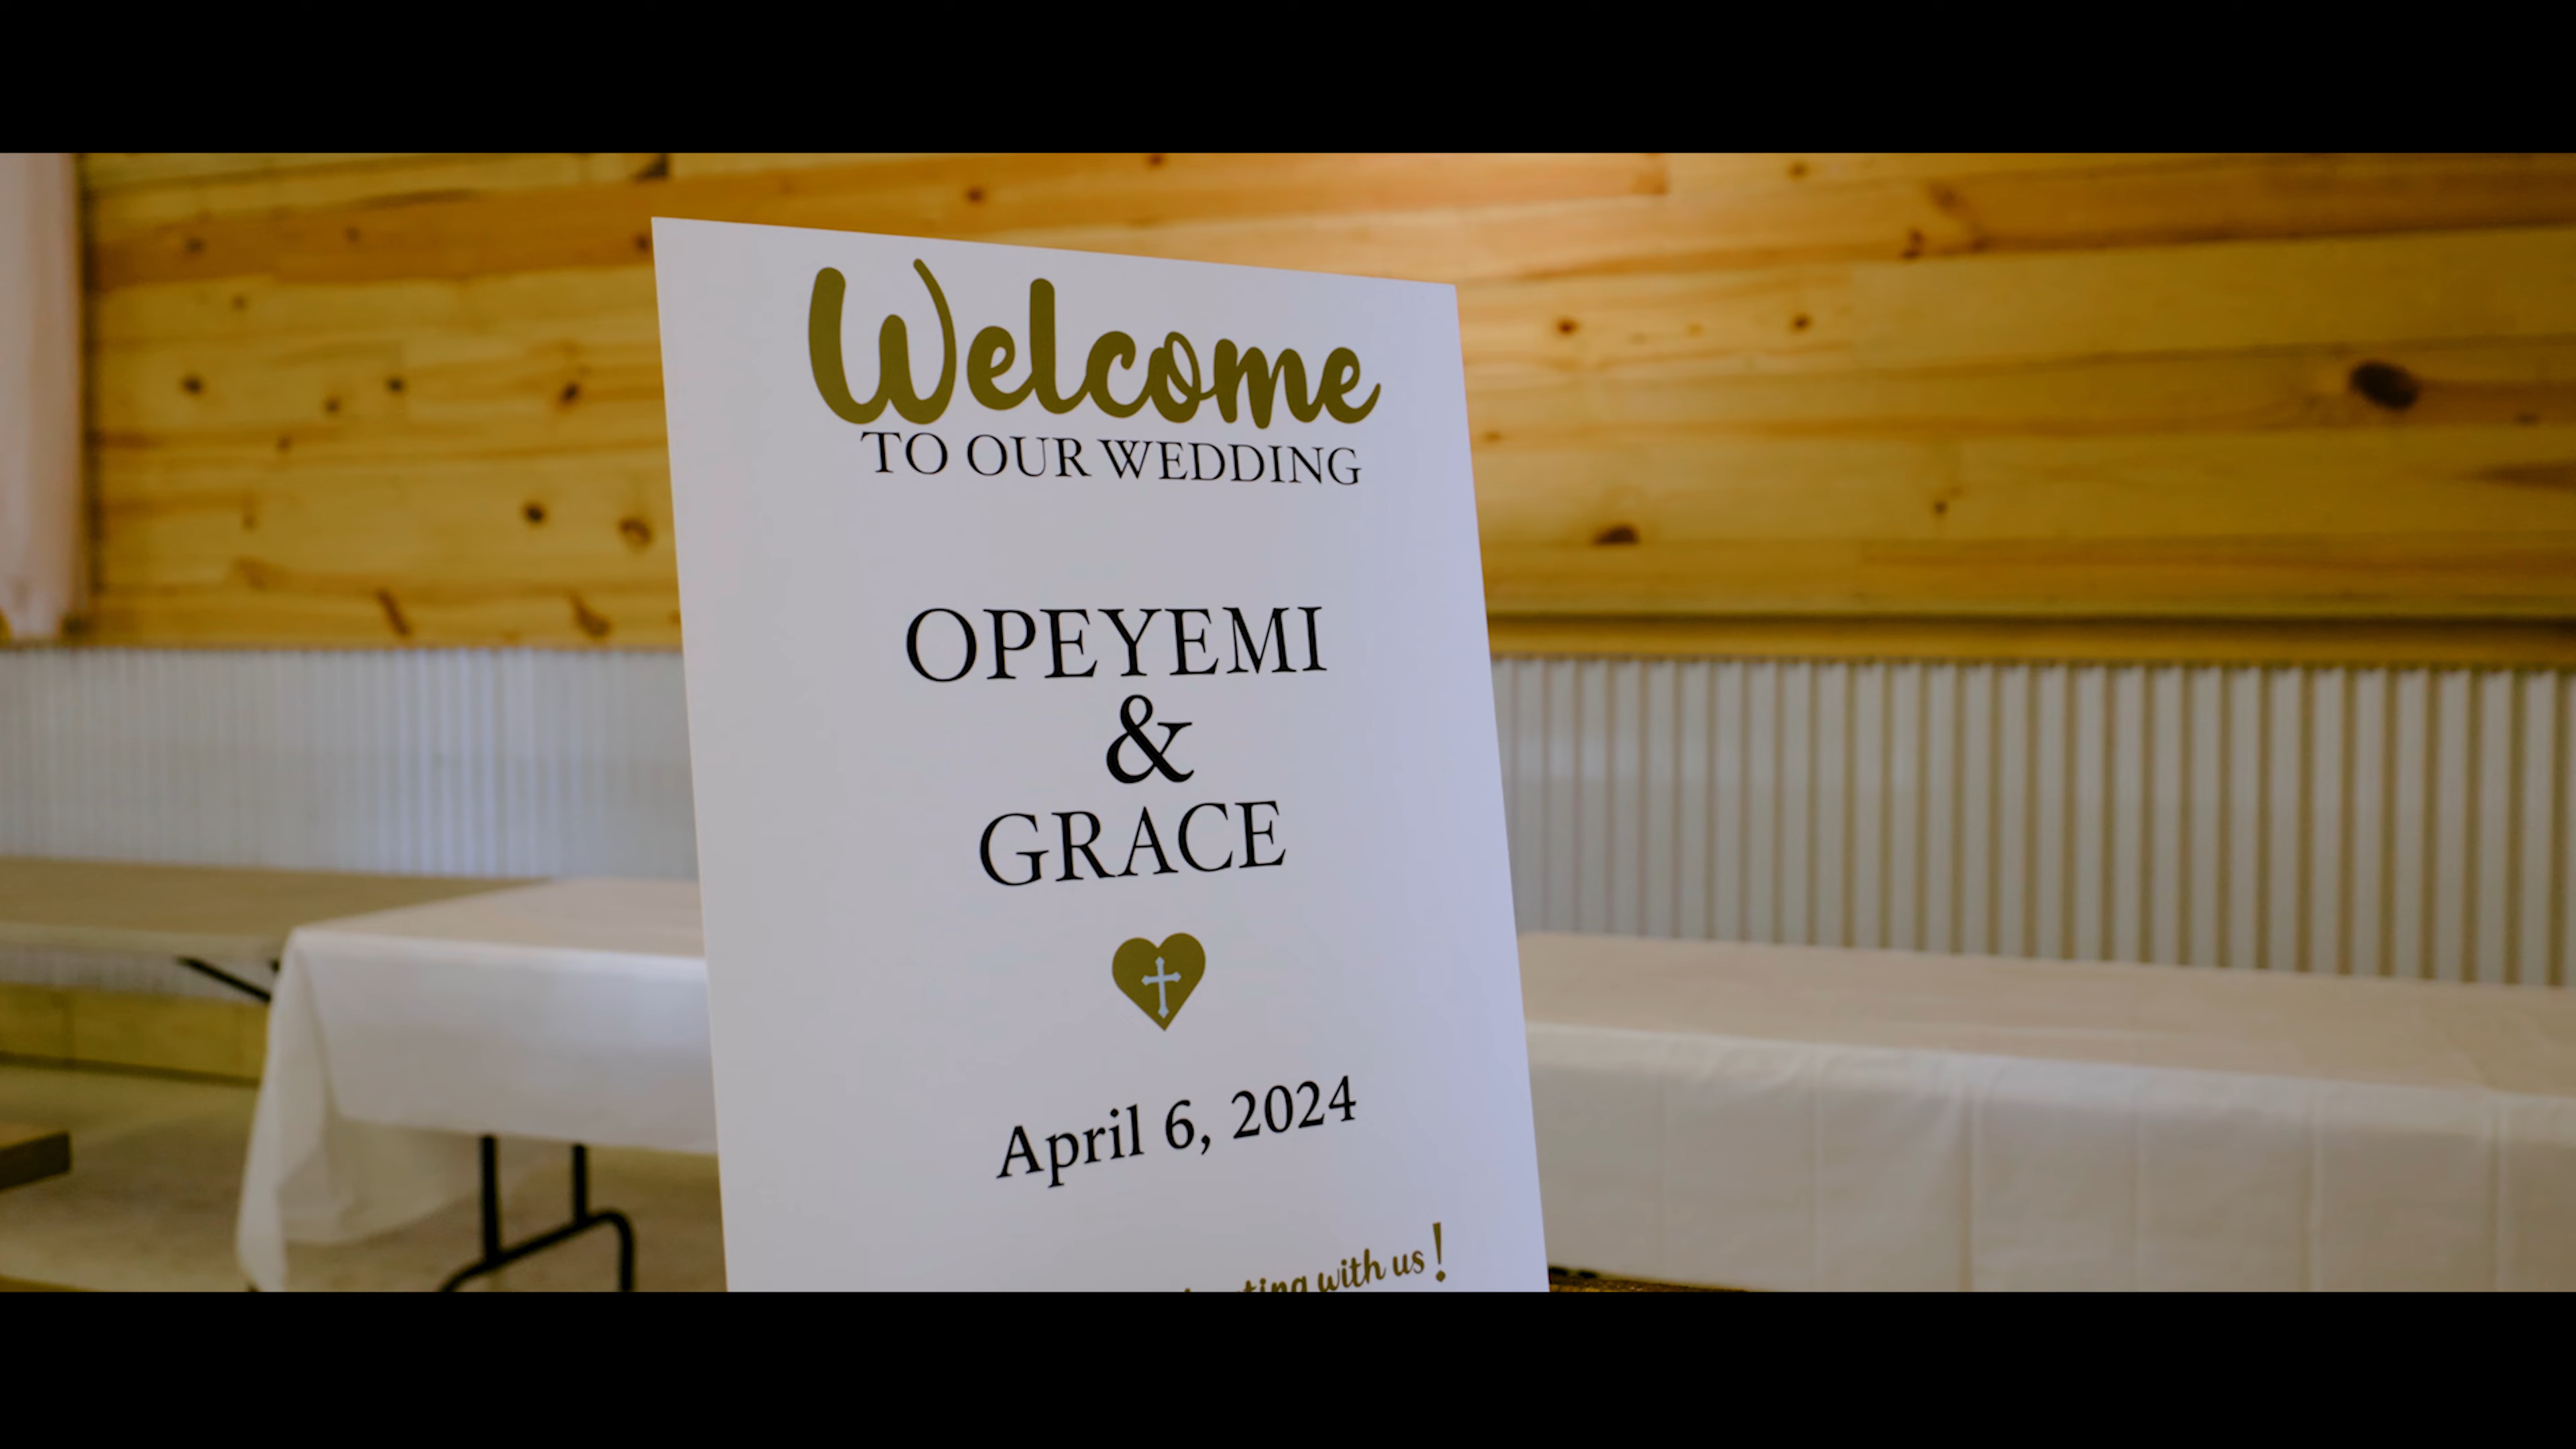 Welcome
TO OUR WEDDING
OPEYEMI
&
GRACE
April 6, 2024
with us!